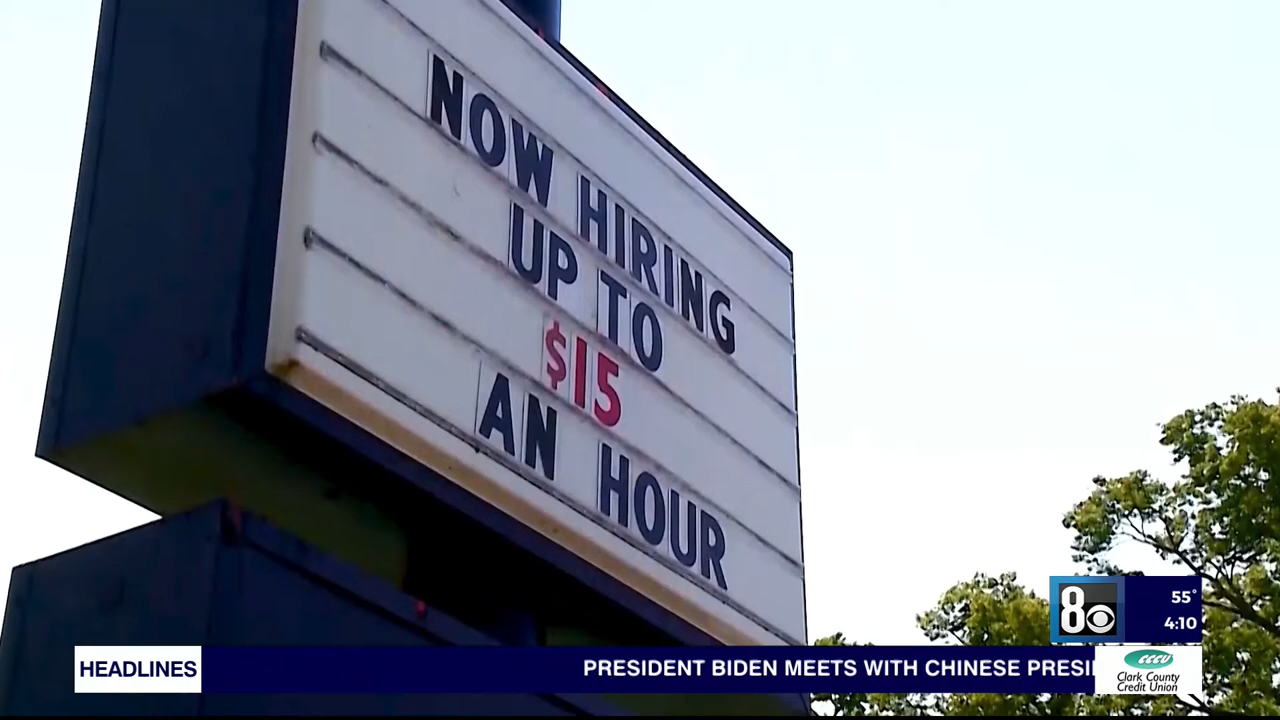 NOW HIRING
UP TO
$15
AN HOUR
8
55°
4:10
HEADLINES
PRESIDENT BIDEN MEETS WITH CHINESE PRESI
cccu
Clark County
Credit Union